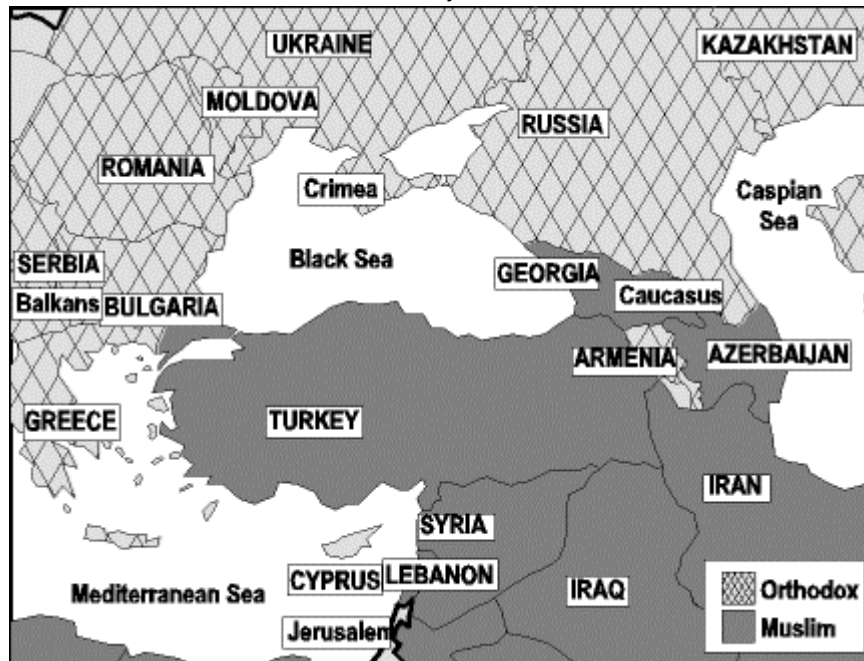 UKRAINE
KAZAKHSTAN
MOLDOVA
RUSSIA
ROMANIA
Crimea
Caspian
Sea
SERBIA
Black Sea
GEORGIA
Balkans
BULGARIA
Caucasus
ARMENIA
AZERBAIJAN
GREECE
TURKEY
IRAN
SYRIA
CYPRUS
LEBANON
IRAQ
Mediterranean Sea
Jerusalem
Orthodox
Muslim